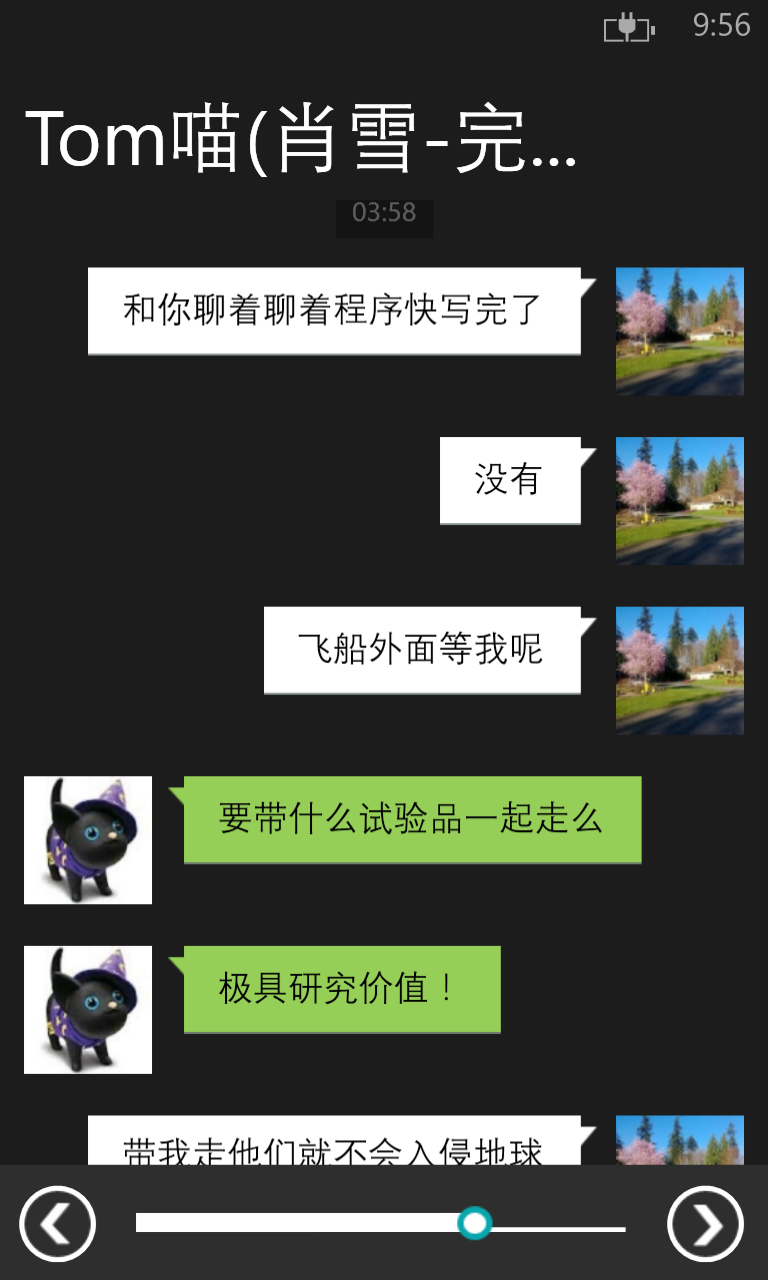 9:56
Tom喵(肖雪-完...
03:58
和你聊着聊着程序快写完了
没有
飞船外面等我呢
要带什么试验品一起走么
极具研究价值！
带我走他们就不会入侵地球